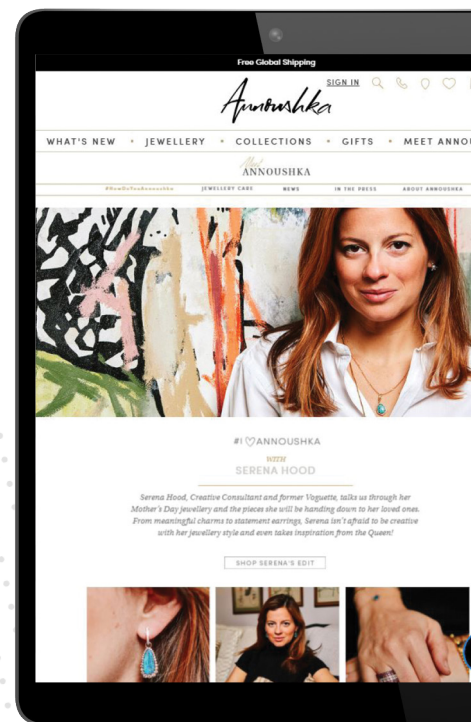 Free Global Shipping
Annoushka
SIGN IN
WHAT'S NEW • JEWELLERY • COLLECTIONS • GIFTS • MEET ANNOU
Meet
ANNOUSHKA
#HowDoYouAnnoushka JEWELLERY CARE NEWS IN THE PRESS ABOUT ANNOUSHKA
#I ♡ANNOUSHKA
WITH
SERENA HOOD
Serena Hood, Creative Consultant and former Voguette, talks us through her
Mother's Day jewellery and the pieces she will be handing down to her loved ones.
From meaningful charms to statement earrings, Serena isn't afraid to be creative
with her jewellery style and even takes inspiration from the Queen!
SHOP SERENA'S EDIT